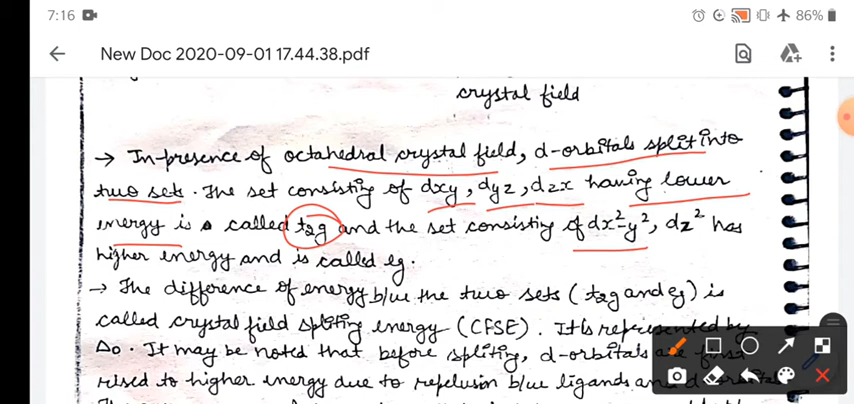 7:16
86%
New Doc 2020-09-01 17.44.38.pdf
crystal field
→ In-presence of octahedral crystal field, d-orbitals split into
two sets. The set consisting of dxy, dyz, dzx having lower
energy is called t2g and the set consisting of dx²-y², dz² has
higher energy and is called eg.
→ The difference of energy b/w the two sets (t2g and eg) is
called crystal field spliting energy (CFSE). It is represented by
Δo. It may be noted that before spliting, d-orbitals are first
rised to higher energy due to repulsion b/w ligands and